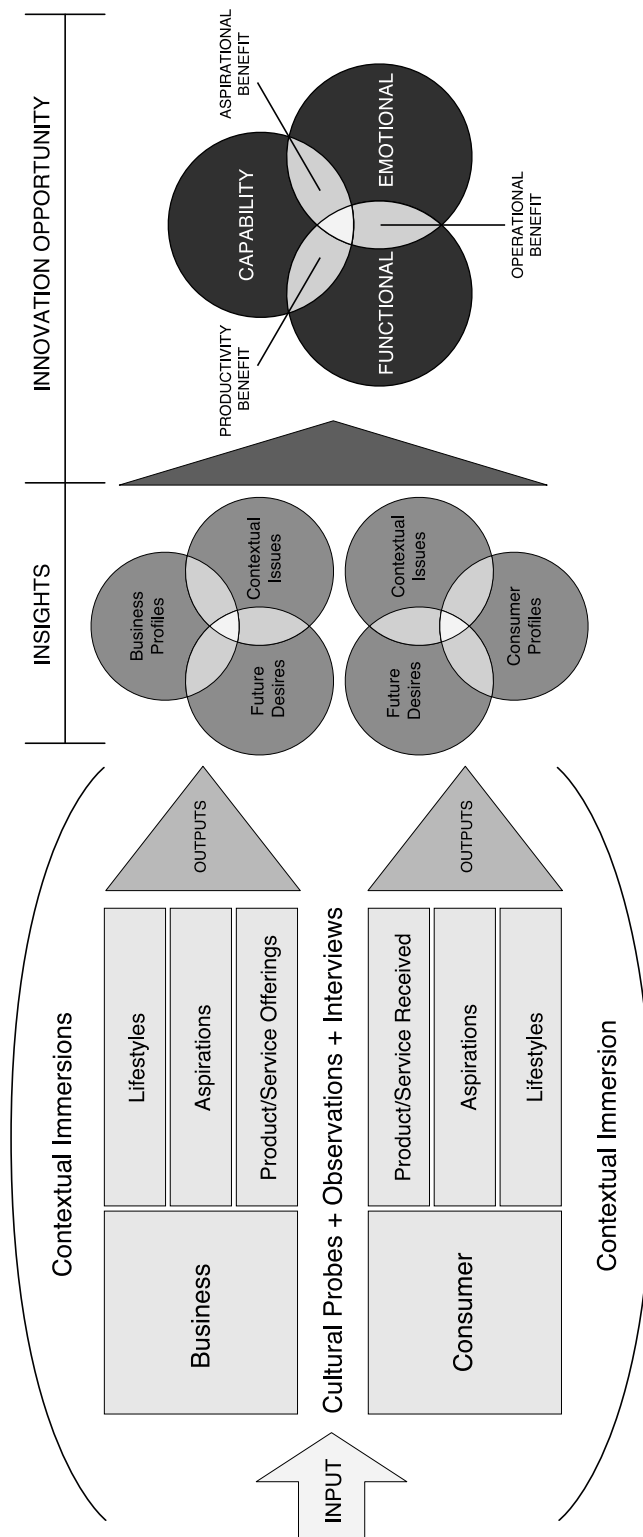 INPUT
Contextual Immersions
Business
Lifestyles
Aspirations
Product/Service Offerings
OUTPUTS
Cultural Probes + Observations + Interviews
Consumer
Product/Service Received
Aspirations
Lifestyles
OUTPUTS
Contextual Immersion
INSIGHTS
Business
Profiles
Future
Desires
Contextual
Issues
Future
Desires
Contextual
Issues
Consumer
Profiles
INNOVATION OPPORTUNITY
CAPABILITY
PRODUCTIVITY
BENEFIT
ASPIRATIONAL
BENEFIT
FUNCTIONAL
EMOTIONAL
OPERATIONAL
BENEFIT